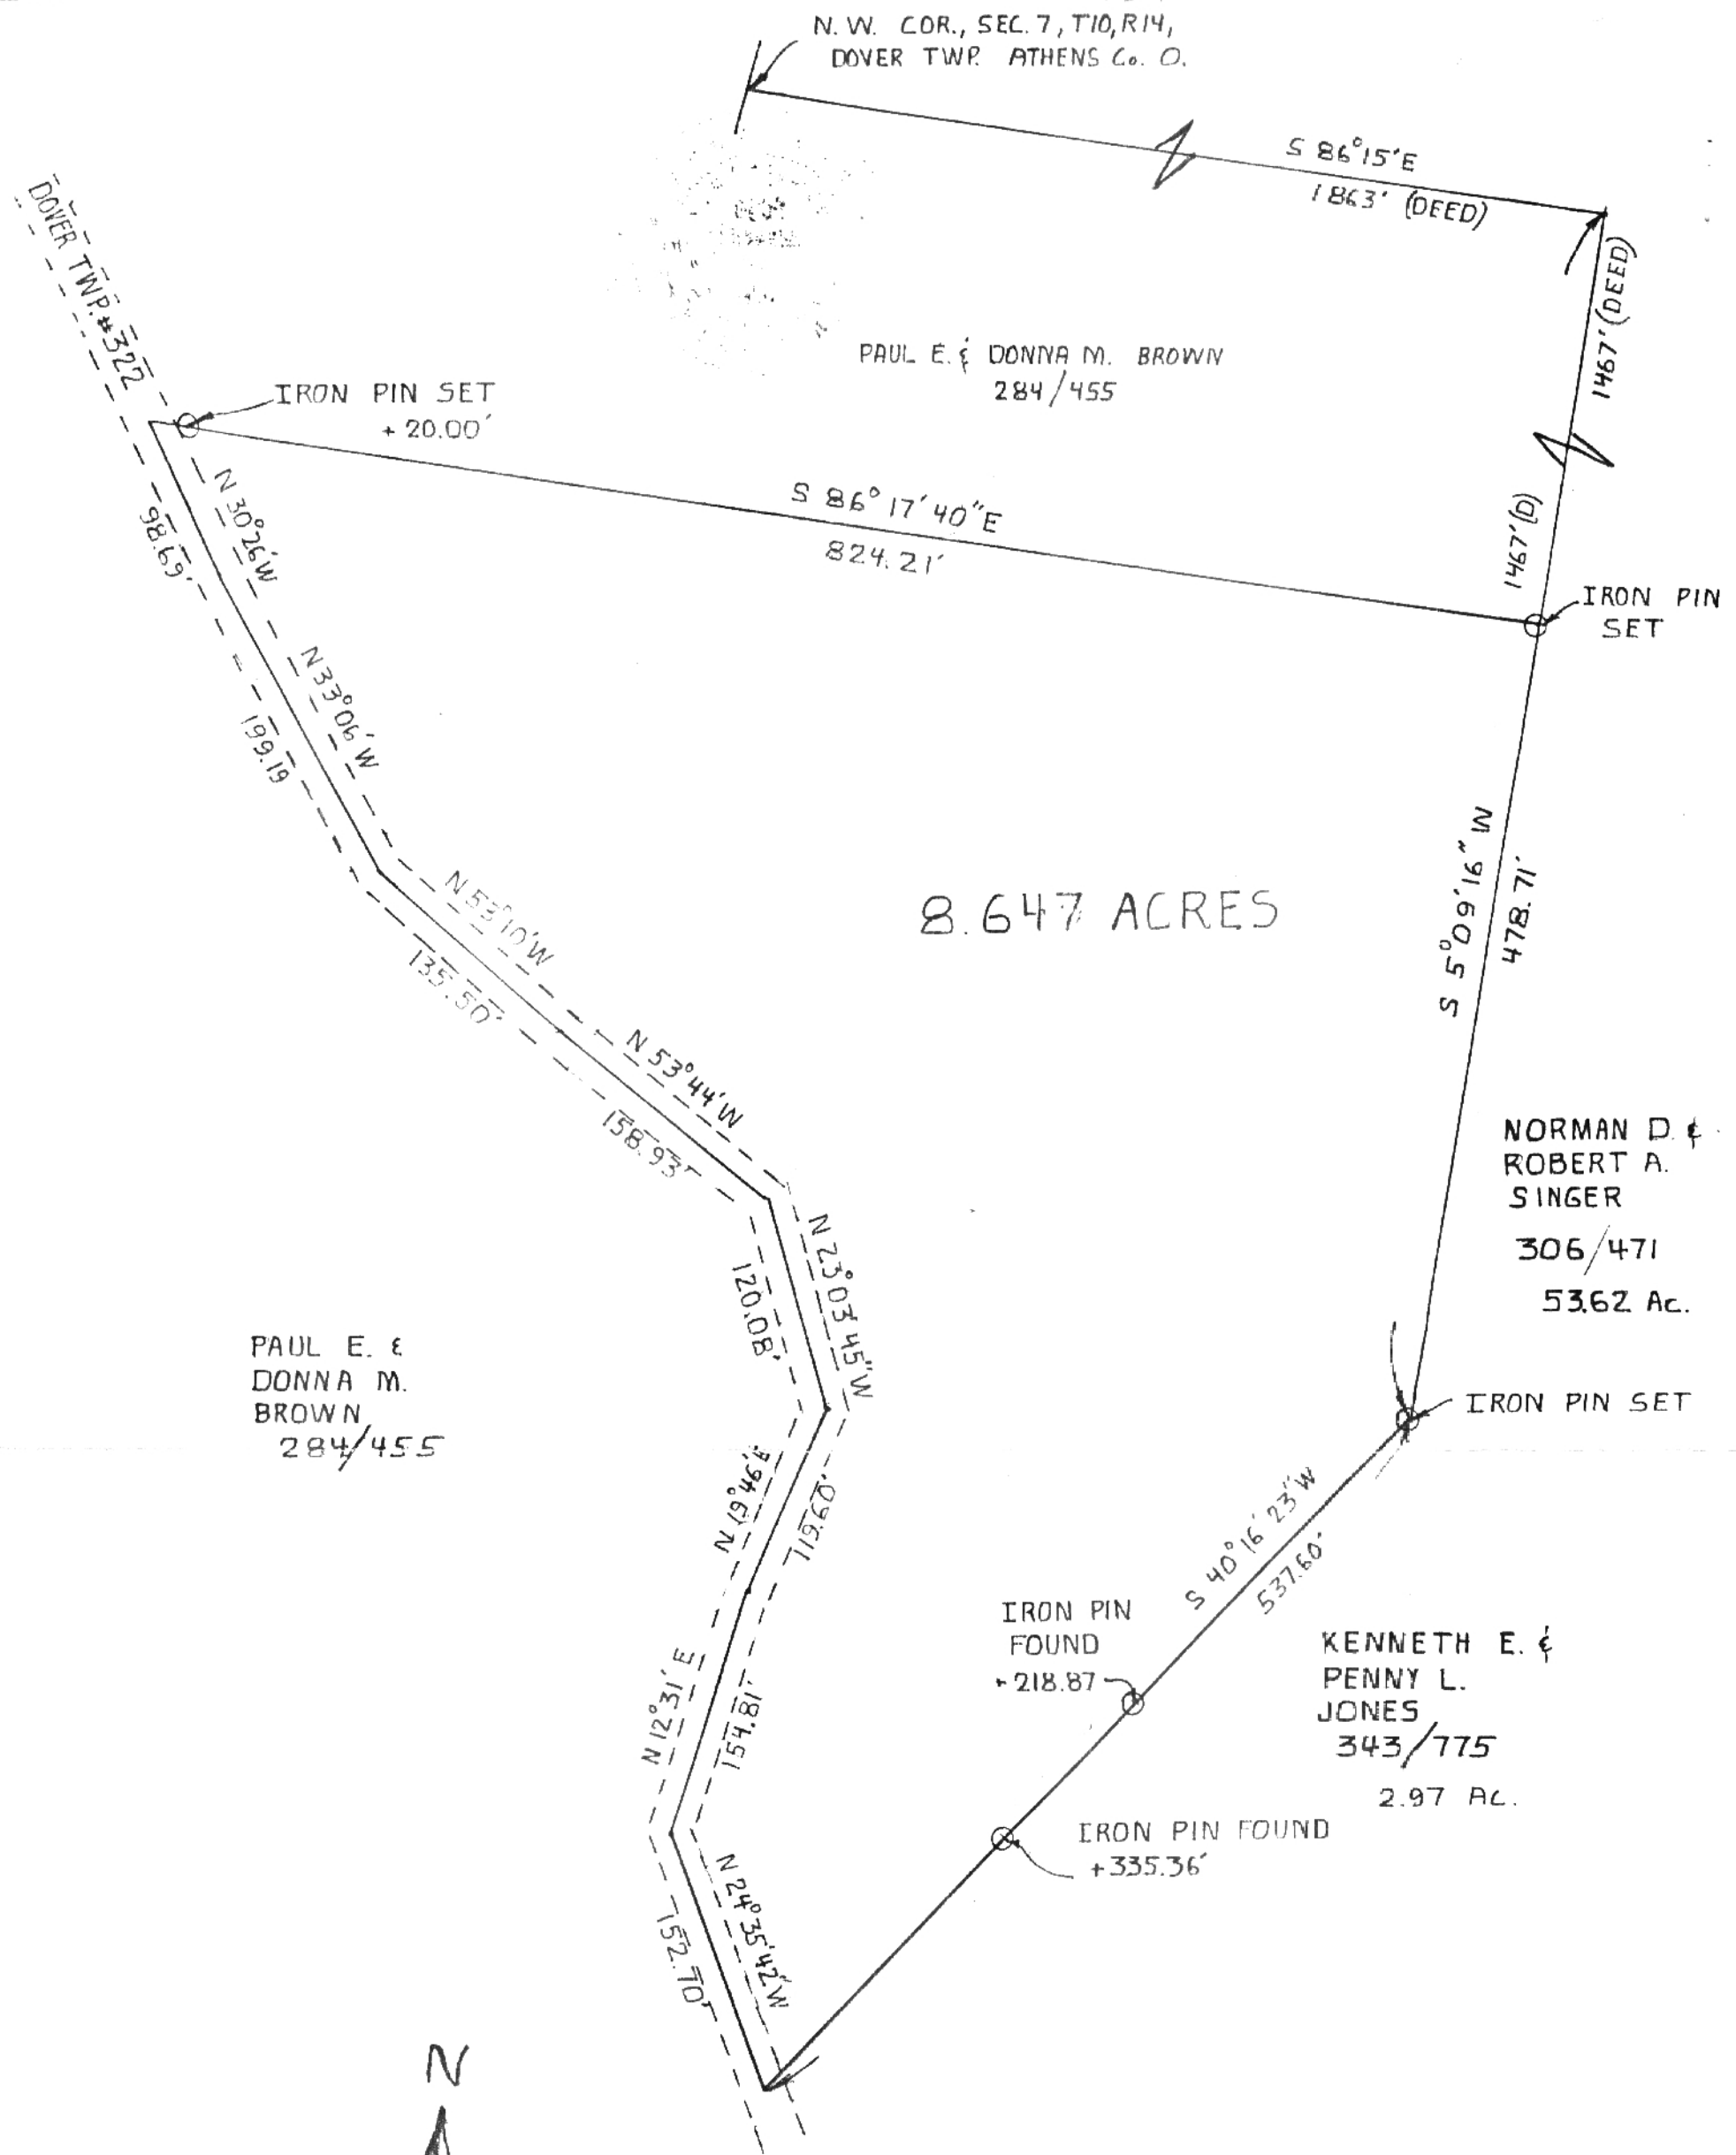 N.W. COR., SEC. 7, T10, R14,
DOVER TWP. ATHENS Co. O.
S 86°15' E
1863' (DEED)
1467' (DEED)
DOVER TWP. #322
PAUL E. & DONNA M. BROWN
284/455
IRON PIN SET
+ 20.00'
S 86° 17' 40" E
824.21'
1467' (D)
IRON PIN
SET
N 30°26' W
98.69'
N 33°06' W
199.19
N 53°10' W
135.50'
8.647 ACRES
S 5°09'16" W
478.71'
N 53°44' W
158.93'
NORMAN D. &
ROBERT A.
SINGER
306/471
53.62 Ac.
N 23°03'45" W
120.08'
PAUL E. &
DONNA M.
BROWN
284/455
IRON PIN SET
N 19°46' E
119.60'
S 40°16'23" W
537.60'
IRON PIN
FOUND
+218.87
KENNETH E. &
PENNY L.
JONES
343/775
2.97 AC.
N 12°31' E
154.81'
IRON PIN FOUND
+335.36'
N 24°35'42" W
152.70'
N